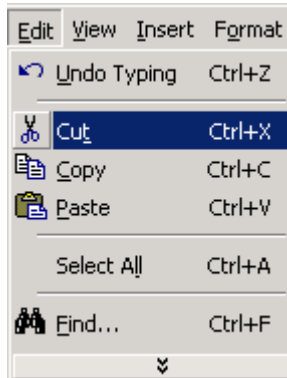 Edit View Insert Format
Undo Typing Ctrl+Z
Cut Ctrl+X
Copy Ctrl+C
Paste Ctrl+V
Select All Ctrl+A
Find... Ctrl+F